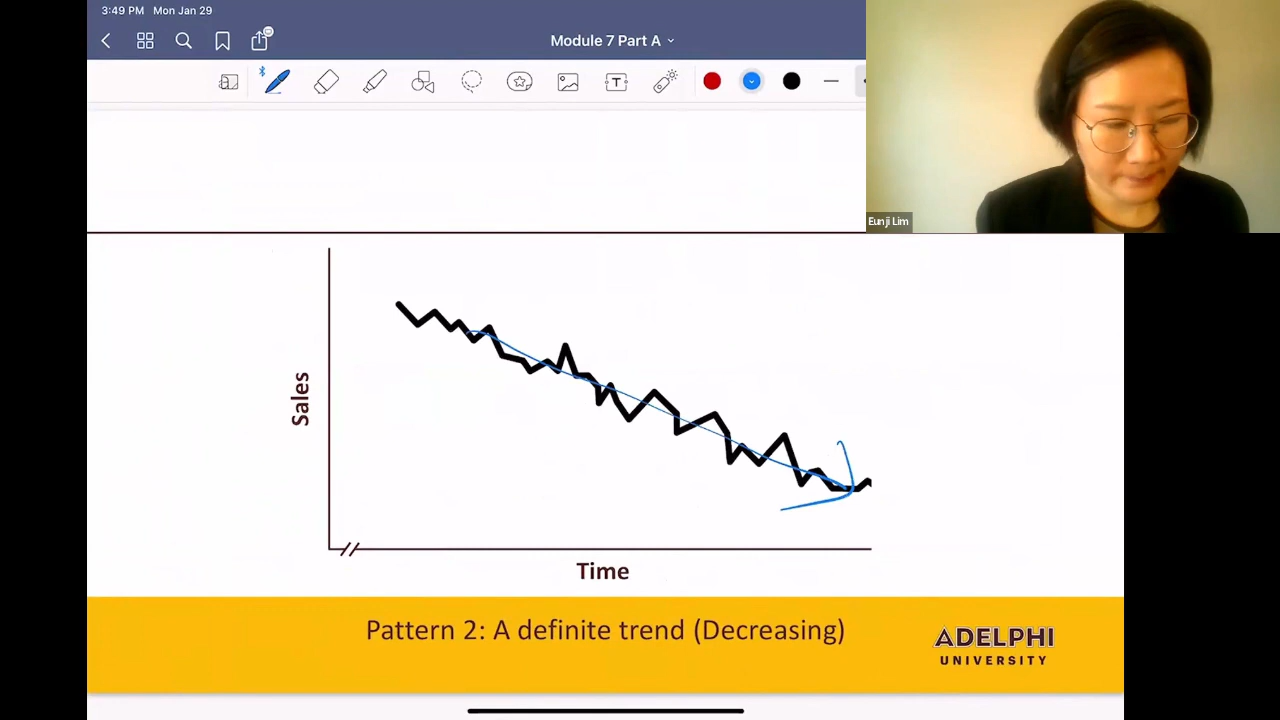 3:49 PM Mon Jan 29
Module 7 Part A
T
Eunji Lim
Sales
Time
Pattern 2: A definite trend (Decreasing)
ADELPHI
UNIVERSITY